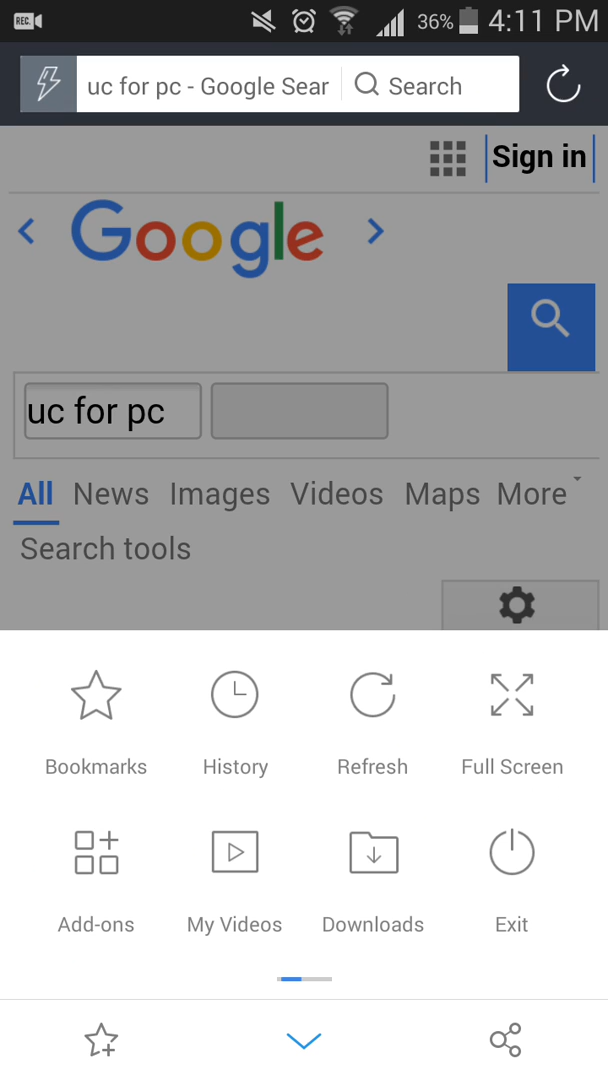 REC. 36% 4:11 PM
uc for pc - Google Sear Search
Sign in
Google
uc for pc
All News Images Videos Maps More
Search tools
Bookmarks History Refresh Full Screen
Add-ons My Videos Downloads Exit